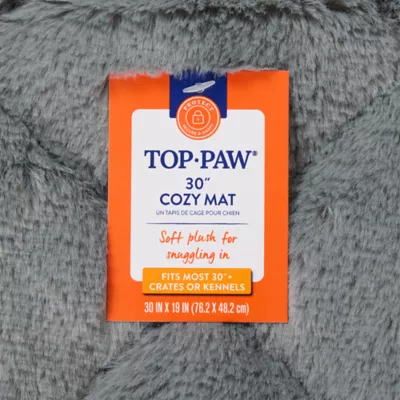 PROTECT
TOP•PAW®
30"
COZY MAT
UN TAPIS DE CAGE POUR CHIEN
Soft plush for
snuggling in
FITS MOST 30"*
CRATES OR KENNELS
30 IN X 19 IN (76.2 X 48.2 cm)